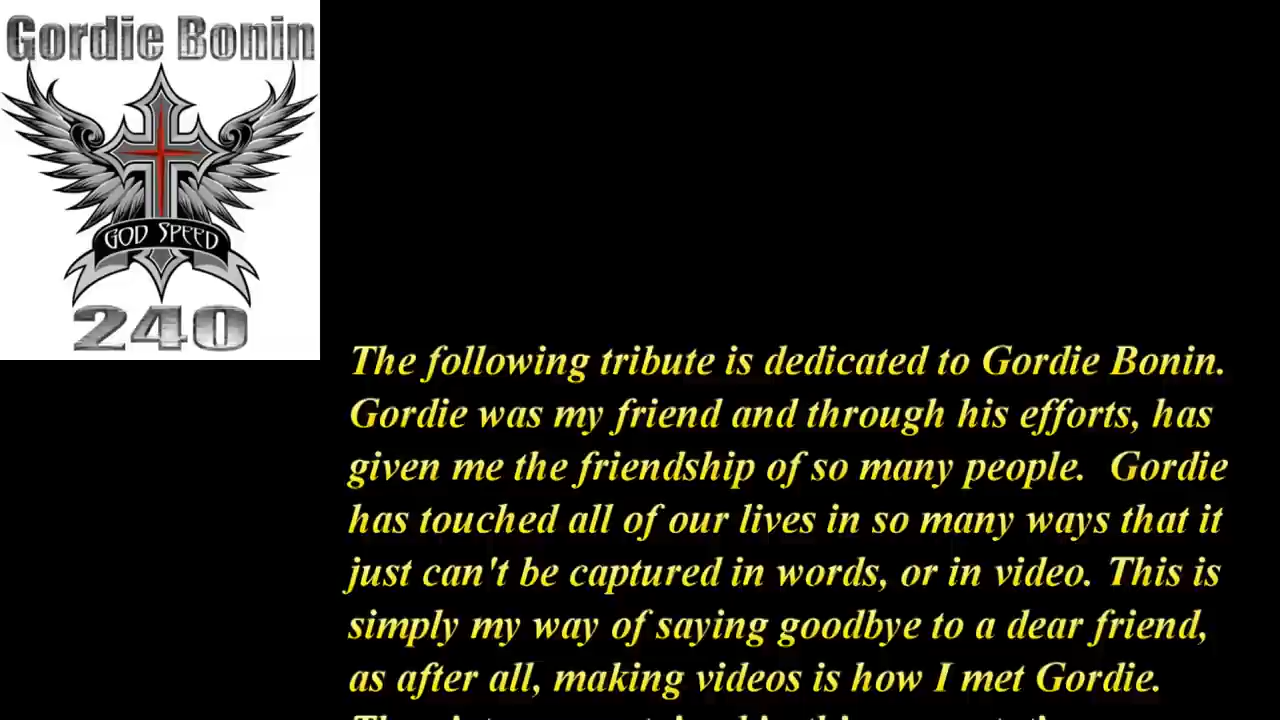 Gordie Bonin
GOD SPEED
240
The following tribute is dedicated to Gordie Bonin.
Gordie was my friend and through his efforts, has
given me the friendship of so many people. Gordie
has touched all of our lives in so many ways that it
just can't be captured in words, or in video. This is
simply my way of saying goodbye to a dear friend,
as after all, making videos is how I met Gordie.